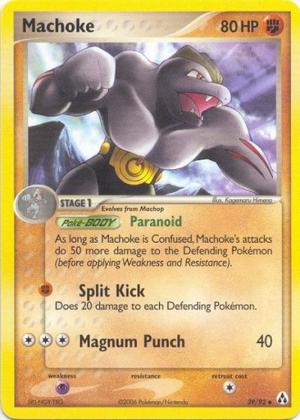 Machoke 80 HP
Illus. Kagemaru Himeno
STAGE 1
Evolves from Machop
Poké-BODY Paranoid
As long as Machoke is Confused, Machoke's attacks
do 50 more damage to the Defending Pokémon
(before applying Weakness and Resistance).
Split Kick
Does 20 damage to each Defending Pokémon.
Magnum Punch 40
weakness resistance retreat cost
©2006 Pokémon/Nintendo 39/92